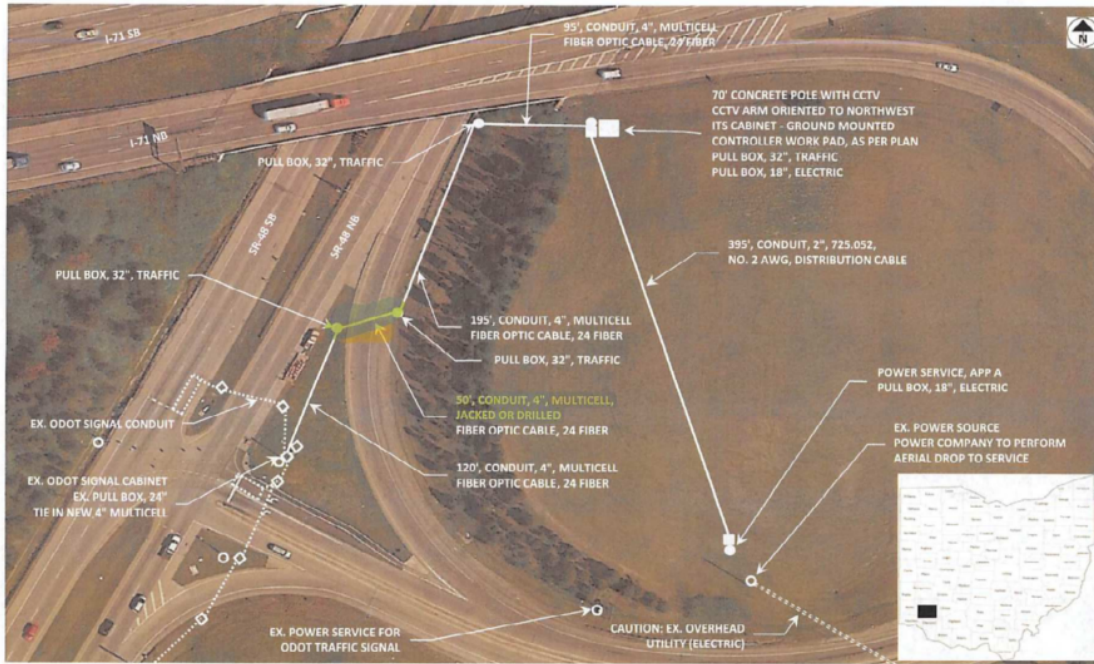 95', CONDUIT, 4", MULTICELL
FIBER OPTIC CABLE, 24 FIBER
N
I-71 SB
I-71 NB
70' CONCRETE POLE WITH CCTV
CCTV ARM ORIENTED TO NORTHWEST
ITS CABINET - GROUND MOUNTED
CONTROLLER WORK PAD, AS PER PLAN
PULL BOX, 32", TRAFFIC
PULL BOX, 18", ELECTRIC
PULL BOX, 32", TRAFFIC
SR-48 SB
SR-48 NB
395', CONDUIT, 2", 725.052,
NO. 2 AWG, DISTRIBUTION CABLE
PULL BOX, 32", TRAFFIC
195', CONDUIT, 4", MULTICELL
FIBER OPTIC CABLE, 24 FIBER
PULL BOX, 32", TRAFFIC
50', CONDUIT, 4", MULTICELL,
JACKED OR DRILLED
FIBER OPTIC CABLE, 24 FIBER
POWER SERVICE, APP A
PULL BOX, 18", ELECTRIC
EX. ODOT SIGNAL CONDUIT
EX. POWER SOURCE
POWER COMPANY TO PERFORM
AERIAL DROP TO SERVICE
120', CONDUIT, 4", MULTICELL
FIBER OPTIC CABLE, 24 FIBER
EX. ODOT SIGNAL CABINET
EX. PULL BOX, 24"
TIE IN NEW 4" MULTICELL
EX. POWER SERVICE FOR
ODOT TRAFFIC SIGNAL
CAUTION: EX. OVERHEAD
UTILITY (ELECTRIC)